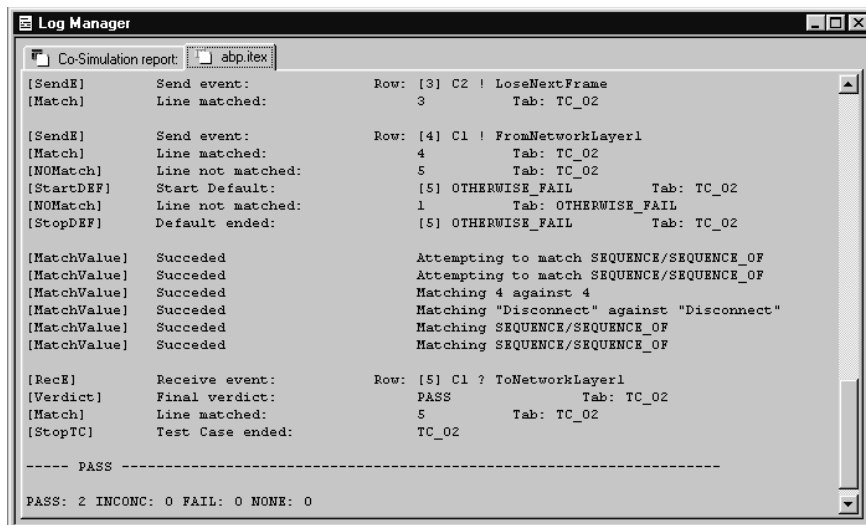 Log Manager
Co-Simulation report: abp.itex
[SendE] Send event: Row: [3] C2 ! LoseNextFrame
[Match] Line matched: 3 Tab: TC_02
[SendE] Send event: Row: [4] C1 ! FromNetworkLayer1
[Match] Line matched: 4 Tab: TC_02
[NOMatch] Line not matched: 5 Tab: TC_02
[StartDEF] Start Default: [5] OTHERWISE_FAIL Tab: TC_02
[NOMatch] Line not matched: 1 Tab: OTHERWISE_FAIL
[StopDEF] Default ended: [5] OTHERWISE_FAIL Tab: TC_02
[MatchValue] Succeded Attempting to match SEQUENCE/SEQUENCE_OF
[MatchValue] Succeded Attempting to match SEQUENCE/SEQUENCE_OF
[MatchValue] Succeded Matching 4 against 4
[MatchValue] Succeded Matching "Disconnect" against "Disconnect"
[MatchValue] Succeded Matching SEQUENCE/SEQUENCE_OF
[MatchValue] Succeded Matching SEQUENCE/SEQUENCE_OF
[RecE] Receive event: Row: [5] C1 ? ToNetworkLayer1
[Verdict] Final verdict: PASS Tab: TC_02
[Match] Line matched: 5 Tab: TC_02
[StopTC] Test Case ended: TC_02
----- PASS ---------------------------------------------------------------------
PASS: 2 INCONC: 0 FAIL: 0 NONE: 0